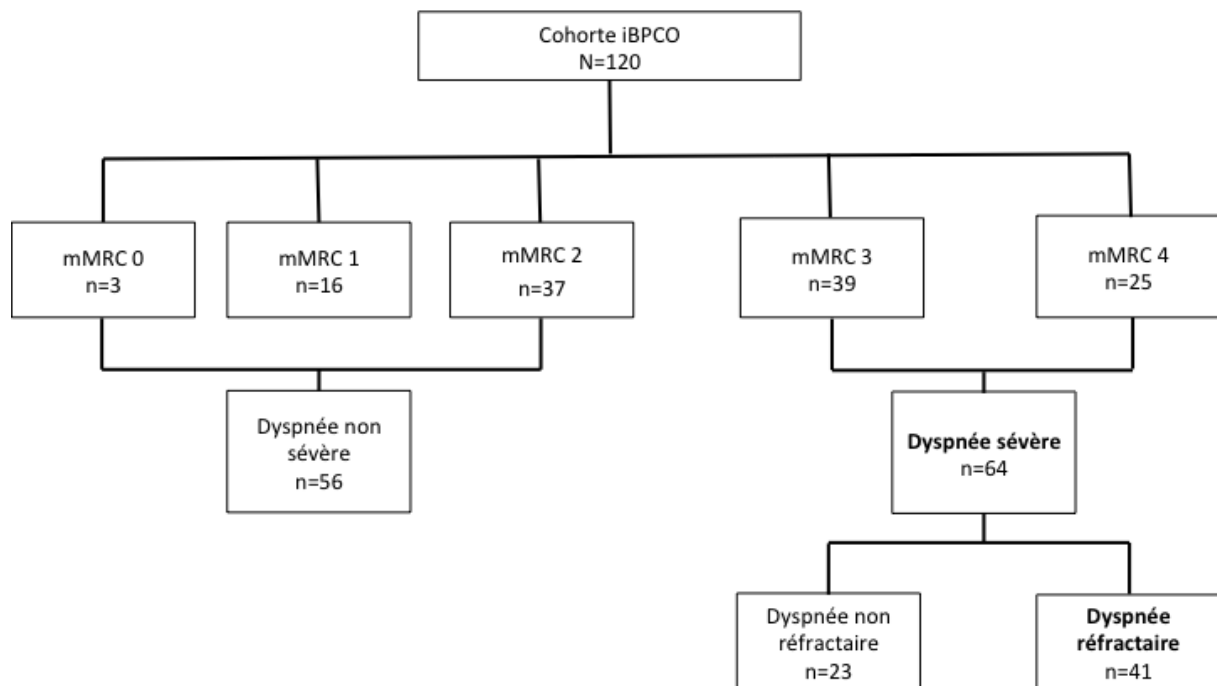 Cohorte iBPCO
N=120
mMRC 0
n=3
mMRC 1
n=16
mMRC 2
n=37
mMRC 3
n=39
mMRC 4
n=25
Dyspnée non
sévère
n=56
Dyspnée sévère
n=64
Dyspnée non
réfractaire
n=23
Dyspnée
réfractaire
n=41